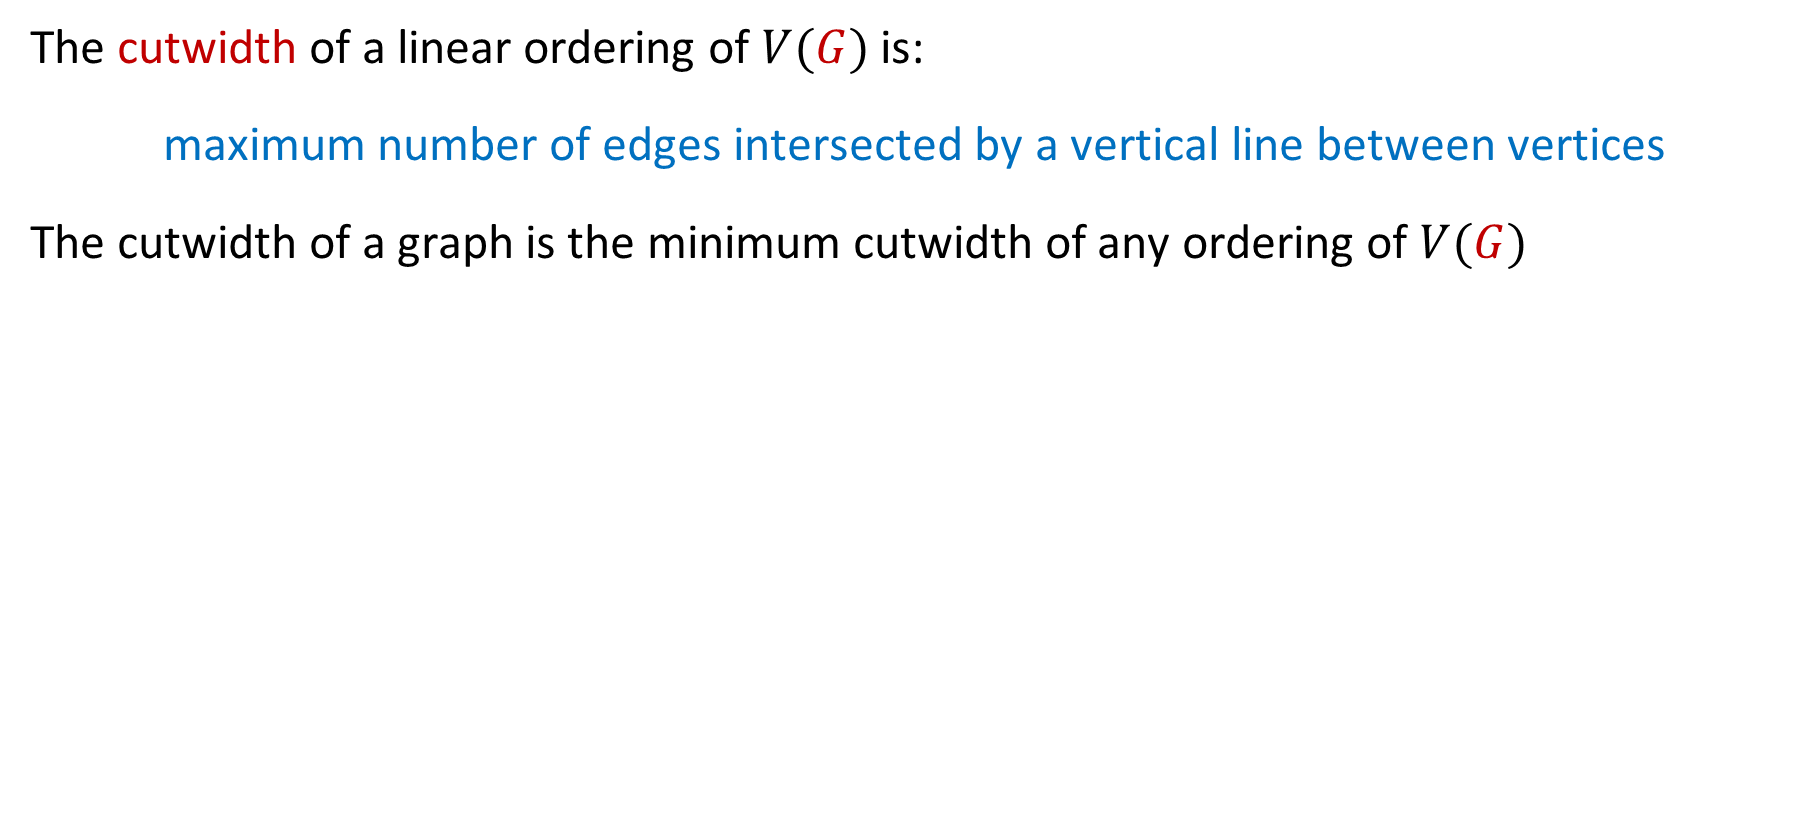 The cutwidth of a linear ordering of V(G) is:
maximum number of edges intersected by a vertical line between vertices
The cutwidth of a graph is the minimum cutwidth of any ordering of V(G)